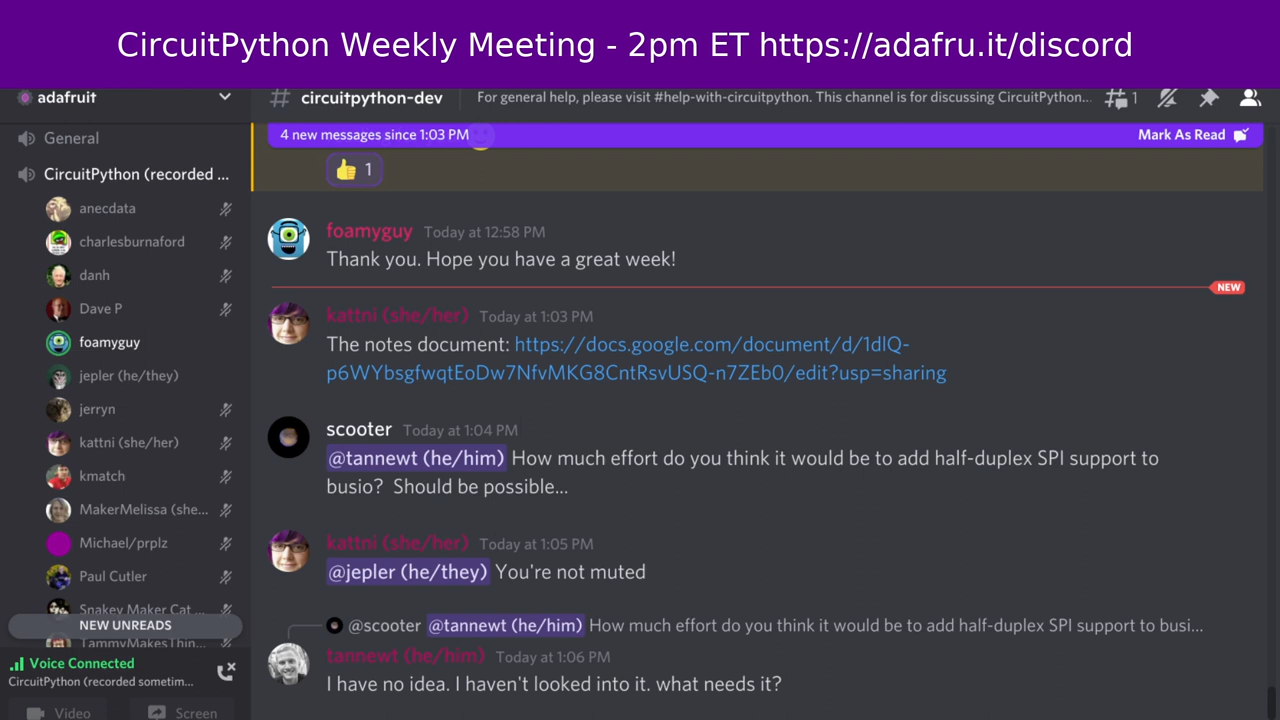 CircuitPython Weekly Meeting - 2pm ET https://adafru.it/discord
adafruit
General
CircuitPython (recorded ...
anecdata
charlesburnaford
danh
Dave P
foamyguy
jepler (he/they)
jerryn
kattni (she/her)
kmatch
MakerMelissa (she...
Michael/prplz
Paul Cutler
Snakey Maker Cat ...
NEW UNREADS
TammyMakesThin...
Voice Connected
CircuitPython (recorded sometim...
Video
Screen
# circuitpython-dev
For general help, please visit #help-with-circuitpython. This channel is for discussing CircuitPython...
1
4 new messages since 1:03 PM
Mark As Read
1
foamyguy Today at 12:58 PM
Thank you. Hope you have a great week!
NEW
kattni (she/her) Today at 1:03 PM
The notes document: https://docs.google.com/document/d/1dlQ-
p6WYbsgfwqtEoDw7NfvMKG8CntRsvUSQ-n7ZEb0/edit?usp=sharing
scooter Today at 1:04 PM
@tannewt (he/him) How much effort do you think it would be to add half-duplex SPI support to
busio? Should be possible...
kattni (she/her) Today at 1:05 PM
@jepler (he/they) You're not muted
@scooter @tannewt (he/him) How much effort do you think it would be to add half-duplex SPI support to busi...
tannewt (he/him) Today at 1:06 PM
I have no idea. I haven't looked into it. what needs it?